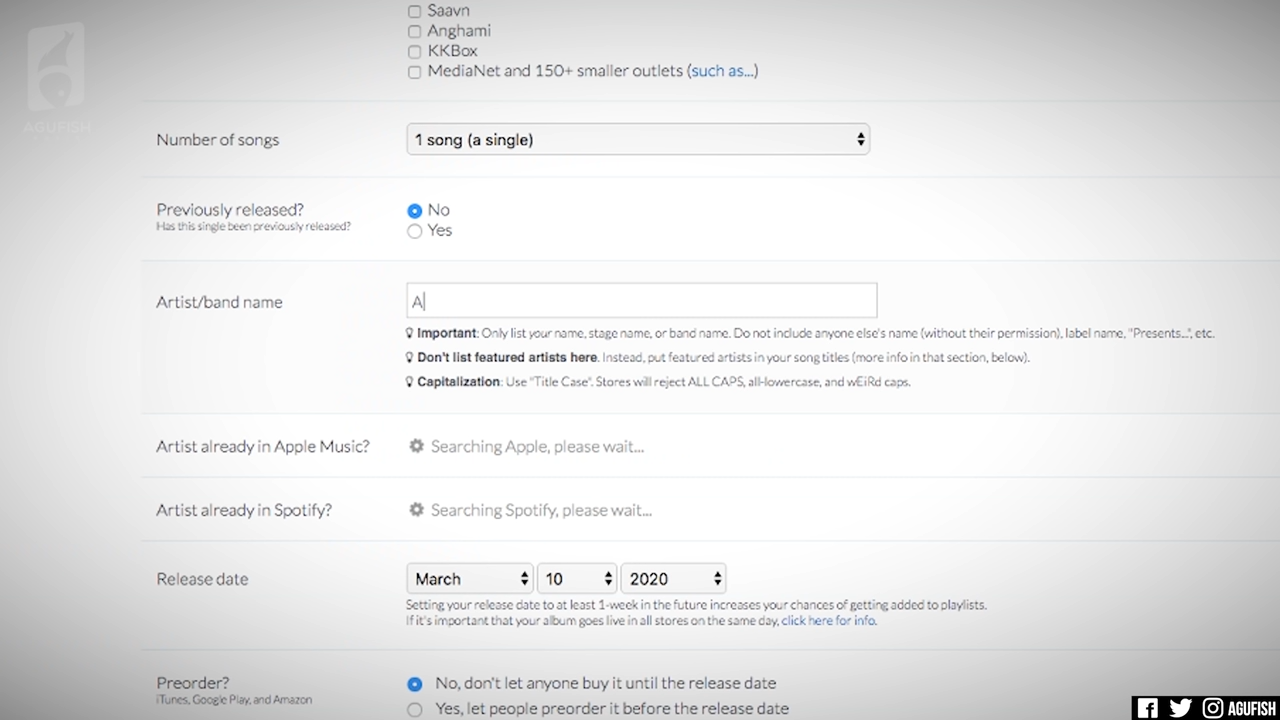 Saavn
Anghami
KKBox
MediaNet and 150+ smaller outlets (such as...)
AGUFISH
Number of songs
1 song (a single)
Previously released?
Has this single been previously released?
No
Yes
Artist/band name
A
Important: Only list your name, stage name, or band name. Do not include anyone else's name (without their permission), label name, "Presents...", etc.
Don't list featured artists here. Instead, put featured artists in your song titles (more info in that section, below).
Capitalization: Use "Title Case". Stores will reject ALL CAPS, all-lowercase, and wEiRd caps.
Artist already in Apple Music?
Searching Apple, please wait...
Artist already in Spotify?
Searching Spotify, please wait...
Release date
March 10 2020
Setting your release date to at least 1-week in the future increases your chances of getting added to playlists.
If it's important that your album goes live in all stores on the same day, click here for info.
Preorder?
iTunes, Google Play, and Amazon
No, don't let anyone buy it until the release date
Yes, let people preorder it before the release date
AGUFISH